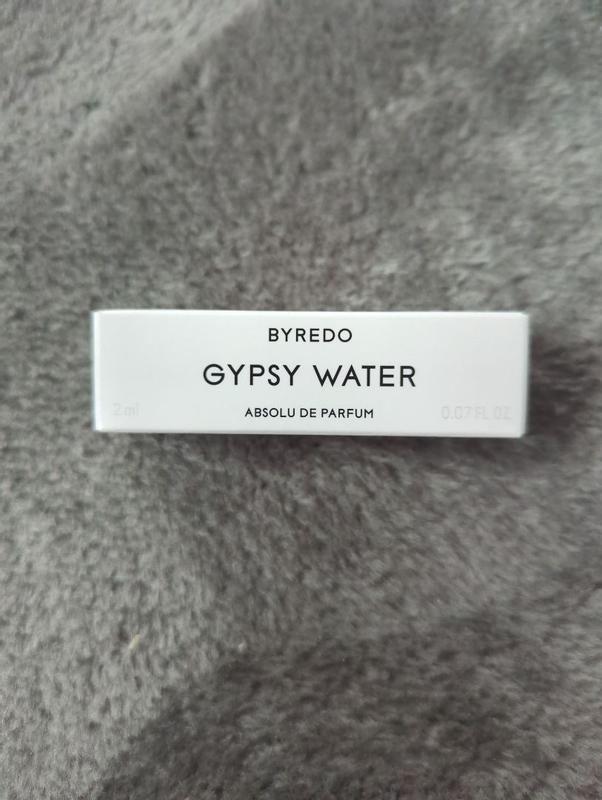 BYREDO
GYPSY WATER
2 ml ABSOLU DE PARFUM 0.07 FL OZ